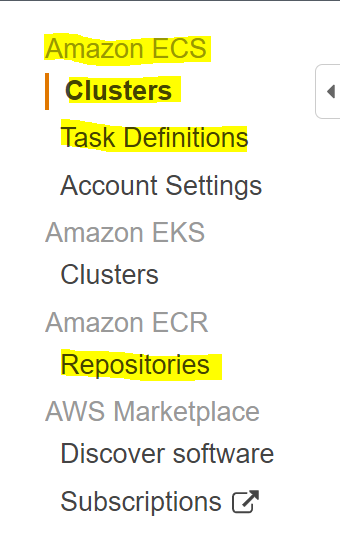 Amazon ECS
Clusters
Task Definitions
Account Settings
Amazon EKS
Clusters
Amazon ECR
Repositories
AWS Marketplace
Discover software
Subscriptions